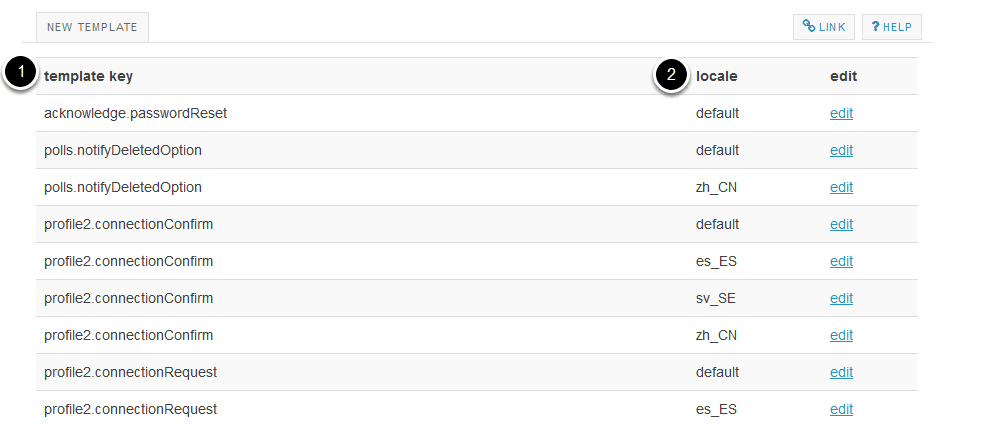 NEW TEMPLATE LINK ? HELP
1 template key 2 locale edit
acknowledge.passwordReset default edit
polls.notifyDeletedOption default edit
polls.notifyDeletedOption zh_CN edit
profile2.connectionConfirm default edit
profile2.connectionConfirm es_ES edit
profile2.connectionConfirm sv_SE edit
profile2.connectionConfirm zh_CN edit
profile2.connectionRequest default edit
profile2.connectionRequest es_ES edit